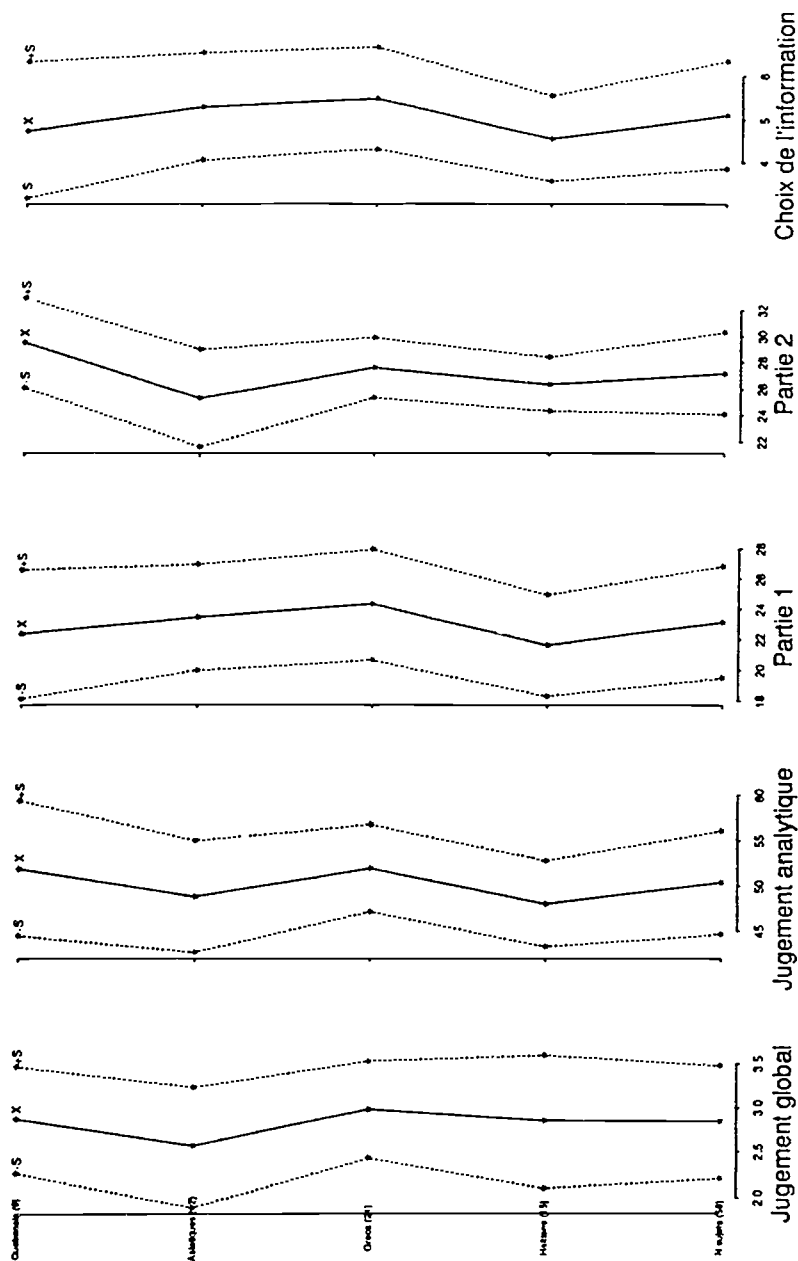 -S X +S
-S X +S
-S X +S
-S X +S
-S X +S
Grecs
2.0 2.5 3.0 3.5
45 50 55 60
18 20 22 24 26 28
22 24 26 28 30 32
4 5 6
Jugement global
Jugement analytique
Partie 1
Partie 2
Choix de l'information